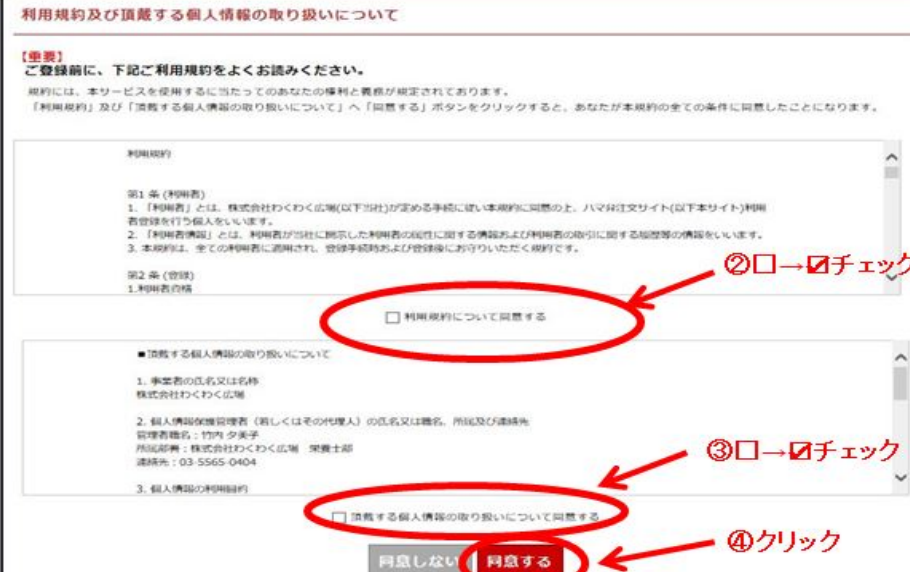 利用規約及び頂戴する個人情報の取り扱いについて
【重要】
ご登録前に、下記ご利用規約をよくお読みください。
規約には、本サービスを使用するに当たってのあなたの権利と義務が規定されております。
「利用規約」及び「頂戴する個人情報の取り扱いについて」へ「同意する」ボタンをクリックすると、あなたが本規約の全ての条件に同意したことになります。
利用規約
第1 条 (利用者)
1. 「利用者」とは、株式会社わくわく広場(以下当社)が定める手続に従い本規約に同意の上、ハマ弁注文サイト(以下本サイト)利用
者登録を行う個人をいいます。
2. 「利用者情報」とは、利用者が当社に開示した利用者の属性に関する情報および利用者の取引に関する履歴等の情報をいいます。
3. 本規約は、全ての利用者に適用され、登録手続時および登録後にお守りいただく規約です。
第2 条 (登録)
1.利用者資格
②□→☑チェック
□ 利用規約について同意する
■頂戴する個人情報の取り扱いについて
1. 事業者の氏名又は名称
株式会社わくわく広場
2. 個人情報保護管理者（若しくはその代理人）の氏名又は職名、所属及び連絡先
管理者職名：竹内 夕美子
所属部署：株式会社わくわく広場 栄養士部
連絡先：03-5565-0404
3. 個人情報の利用目的
③□→☑チェック
□ 頂戴する個人情報の取り扱いについて同意する
同意しない 同意する
④クリック